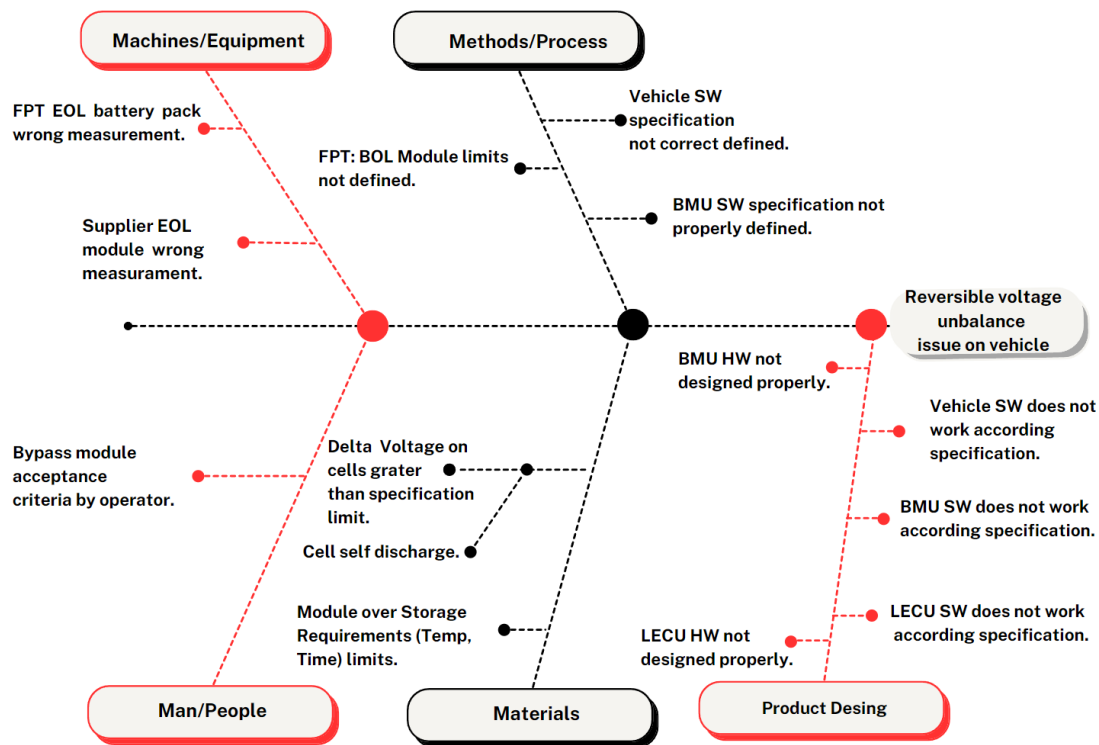 Machines/Equipment
Methods/Process
FPT EOL battery pack
wrong measurement.
Supplier EOL
module wrong
measurament.
Vehicle SW
specification
not correct defined.
FPT: BOL Module limits
not defined.
BMU SW specification not
properly defined.
Reversible voltage
unbalance
issue on vehicle
BMU HW not
designed properly.
Vehicle SW does not
work according
specification.
BMU SW does not work
according specification.
LECU SW does not work
according specification.
LECU HW not
designed properly.
Bypass module
acceptance
criteria by operator.
Delta Voltage on
cells grater
than specification
limit.
Cell self discharge.
Module over Storage
Requirements (Temp,
Time) limits.
Man/People
Materials
Product Desing